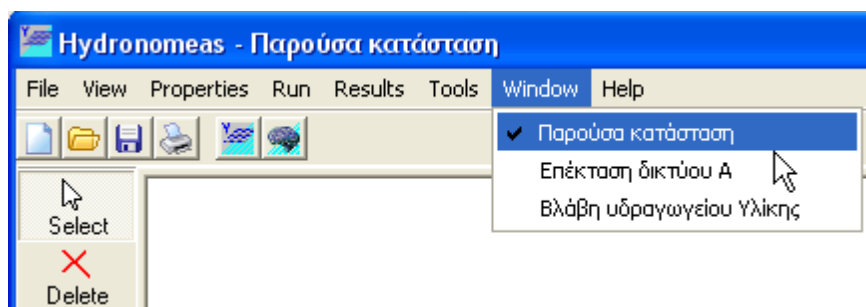 Hydronomeas - Παρούσα κατάσταση
File View Properties Run Results Tools Window Help
Παρούσα κατάσταση
Επέκταση δικτύου Α
Βλάβη υδραγωγείου Υλίκης
Select
Delete